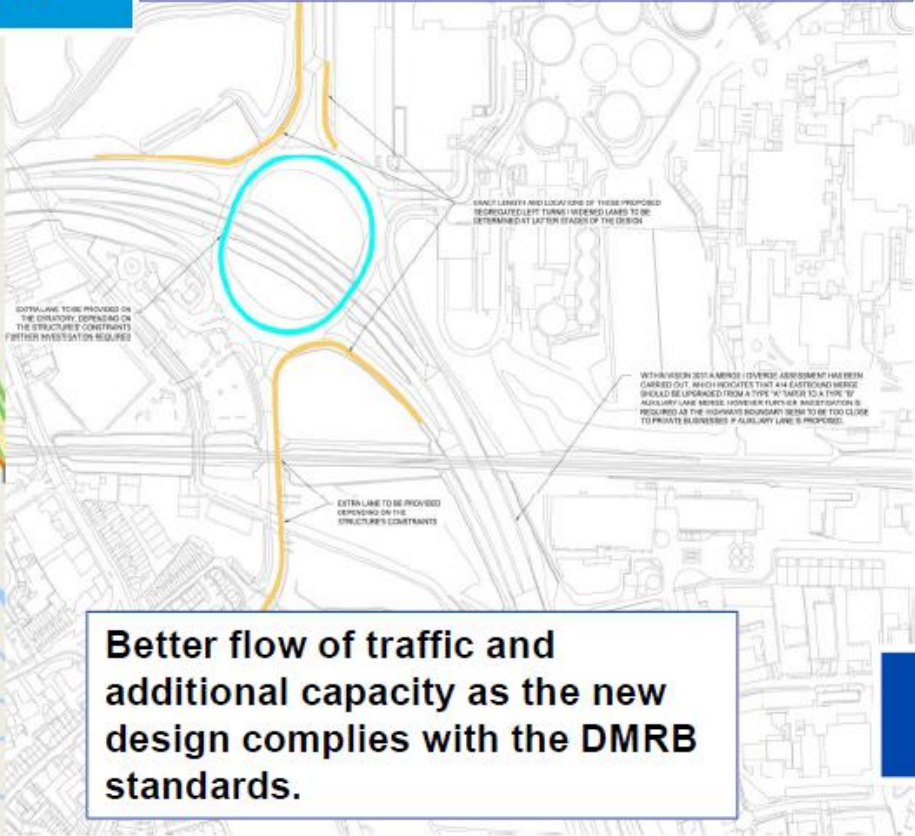 EXACT LENGTH AND LOCATIONS OF THESE PROPOSED
SEGREGATED LEFT TURNS / WIDENED LANES TO BE
DETERMINED AT LATTER STAGES OF THE DESIGN
EXTRA LANE TO BE PROVIDED ON
THE GYRATORY, DEPENDING ON
THE STRUCTURES' CONSTRAINTS
FURTHER INVESTIGATION REQUIRED
WITHIN VISION 2031 A MERGE / DIVERGE ASSESSMENT HAS BEEN
CARRIED OUT, WHICH INDICATES THAT A14 EASTBOUND MERGE
SHOULD BE UPGRADED FROM A TYPE "A" TAPER TO A TYPE "B"
AUXILIARY LANE MERGE. HOWEVER FURTHER INVESTIGATION IS
REQUIRED AS THE HIGHWAYS BOUNDARY SEEM TO BE TOO CLOSE
TO PRIVATE BUSINESSES IF AUXILIARY LANE IS PROPOSED.
EXTRA LANE TO BE PROVIDED
DEPENDING ON THE
STRUCTURE'S CONSTRAINTS
Better flow of traffic and
additional capacity as the new
design complies with the DMRB
standards.